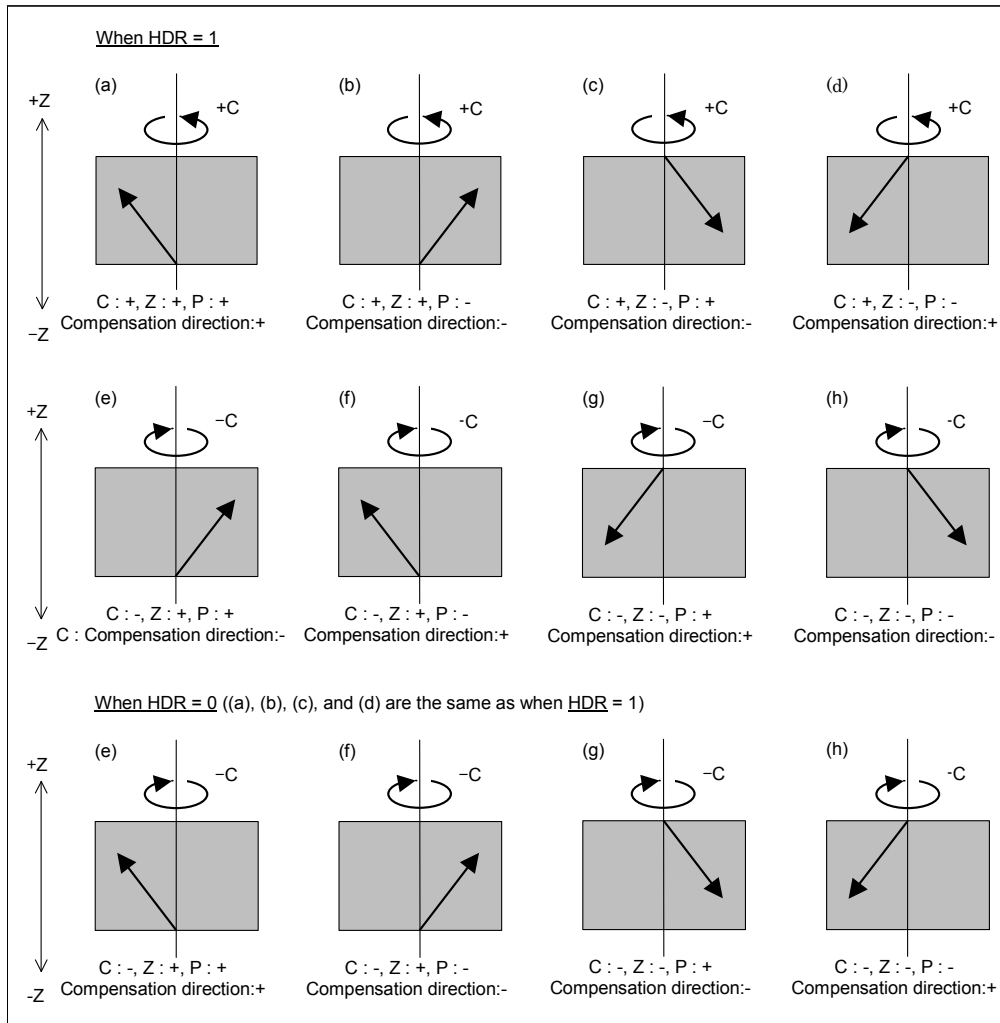 When HDR = 1
(a) (b) (c) (d)
+Z
+C +C +C +C
C : +, Z : +, P : + C : +, Z : +, P : - C : +, Z : -, P : + C : +, Z : -, P : -
Compensation direction:+ Compensation direction:- Compensation direction:- Compensation direction:+
−Z
(e) (f) (g) (h)
+Z
−C -C −C -C
C : -, Z : +, P : + C : -, Z : +, P : - C : -, Z : -, P : + C : -, Z : -, P : -
−Z C : Compensation direction:- Compensation direction:+ Compensation direction:+ Compensation direction:-
When HDR = 0 ((a), (b), (c), and (d) are the same as when HDR = 1)
(e) (f) (g) (h)
+Z
−C −C −C -C
C : -, Z : +, P : + C : -, Z : +, P : - C : -, Z : -, P : + C : -, Z : -, P : -
-Z Compensation direction:+ Compensation direction:- Compensation direction:- Compensation direction:+